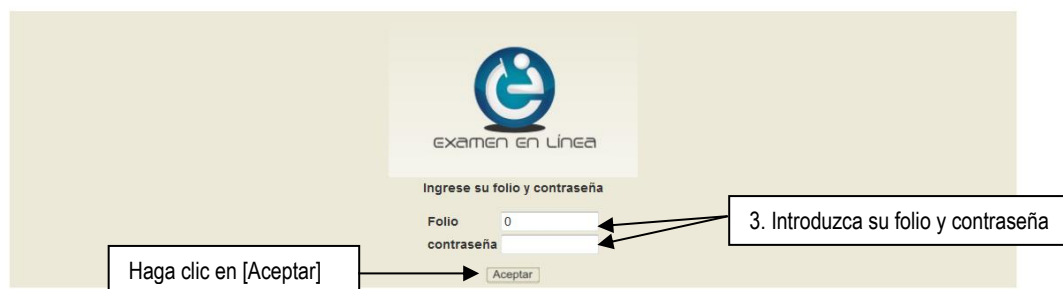 Examen en Línea
Ingrese su folio y contraseña
Folio 0
contraseña
3. Introduzca su folio y contraseña
Haga clic en [Aceptar]
Aceptar